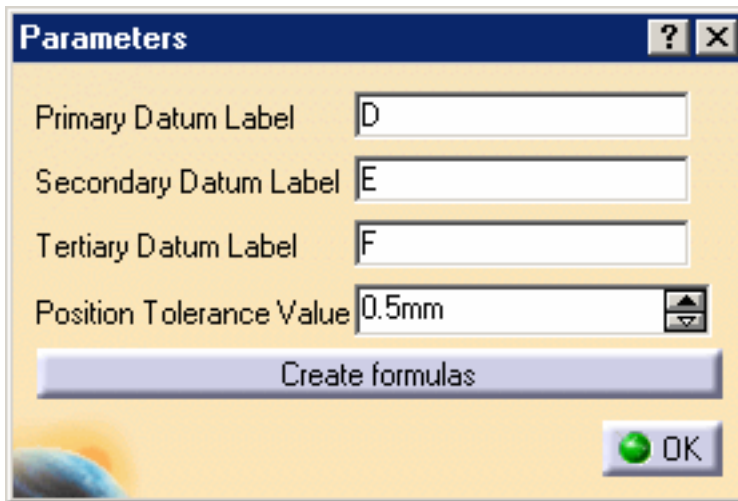 Parameters ?
Primary Datum Label D
Secondary Datum Label E
Tertiary Datum Label F
Position Tolerance Value 0.5mm
Create formulas
OK